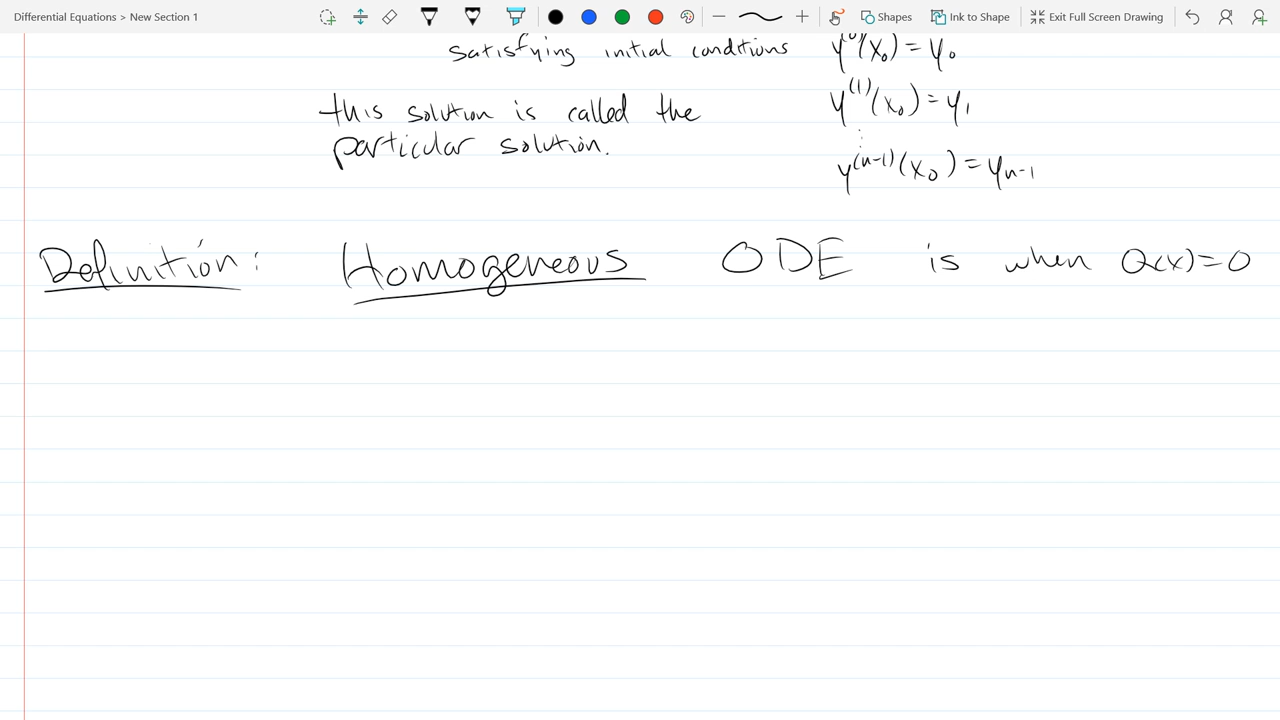 Differential Equations > New Section 1
Shapes
Ink to Shape
Exit Full Screen Drawing
satisfying initial conditions y⁽⁰⁾(x₀) = y₀
this solution is called the y⁽¹⁾(x₀) = y₁
particular solution.
⋮
y⁽ⁿ⁻¹⁾(x₀) = yₙ₋₁
Definition: Homogeneous ODE is when Q(x) = 0